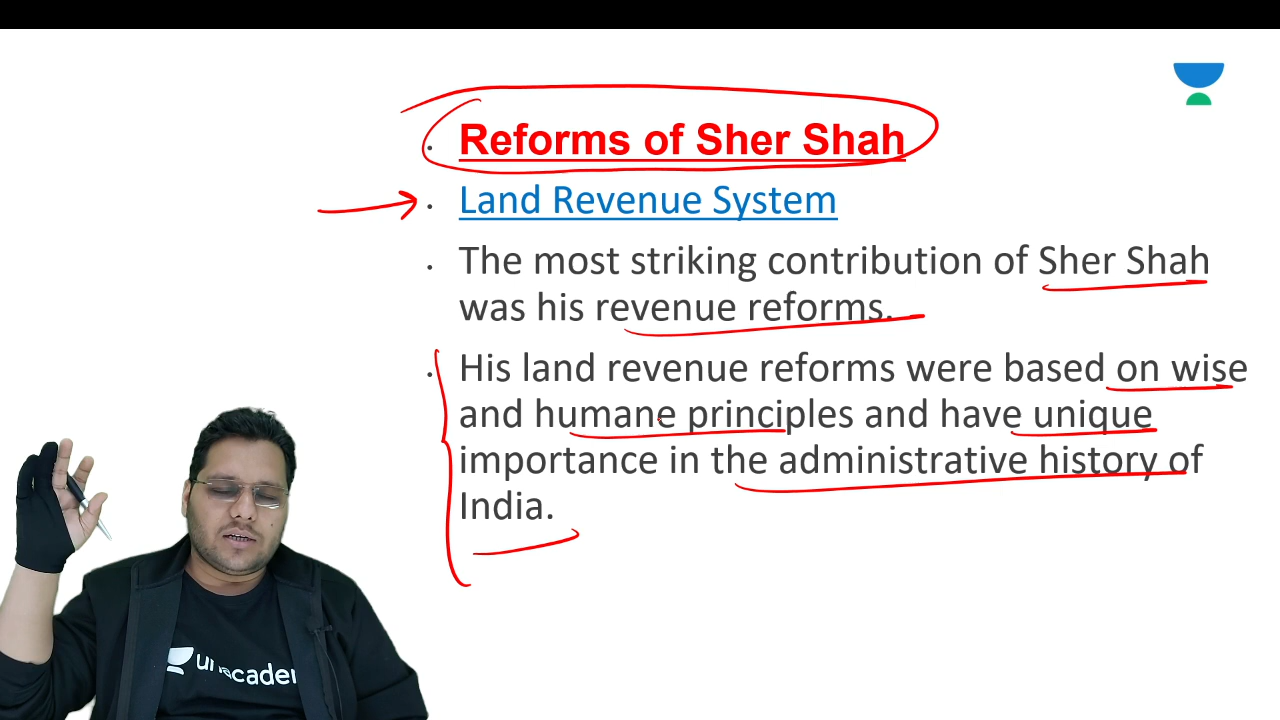 Reforms of Sher Shah
Land Revenue System
The most striking contribution of Sher Shah
was his revenue reforms.
His land revenue reforms were based on wise
and humane principles and have unique
importance in the administrative history of
India.
unacadem